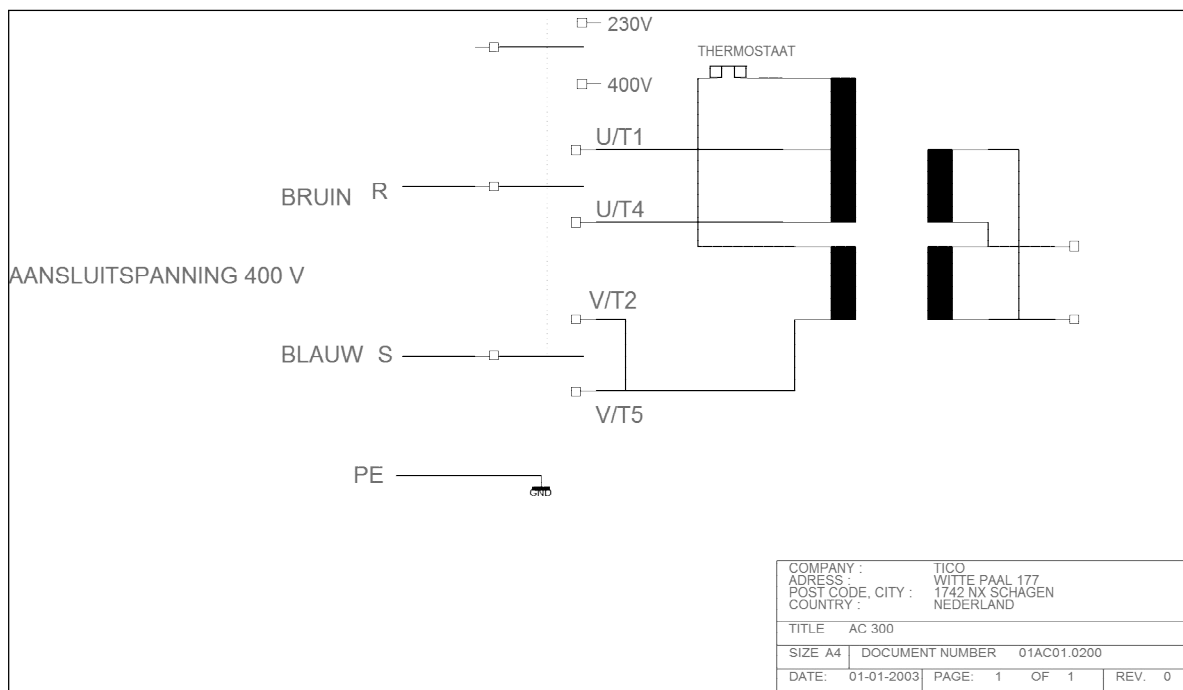 230V
THERMOSTAAT
400V
U/T1
BRUIN R
U/T4
AANSLUITSPANNING 400 V
V/T2
BLAUW S
V/T5
PE
GND
COMPANY : TICO
ADRESS : WITTE PAAL 177
POST CODE, CITY : 1742 NX SCHAGEN
COUNTRY : NEDERLAND
TITLE AC 300
SIZE A4 DOCUMENT NUMBER 01AC01.0200
DATE: 01-01-2003 PAGE: 1 OF 1 REV. 0